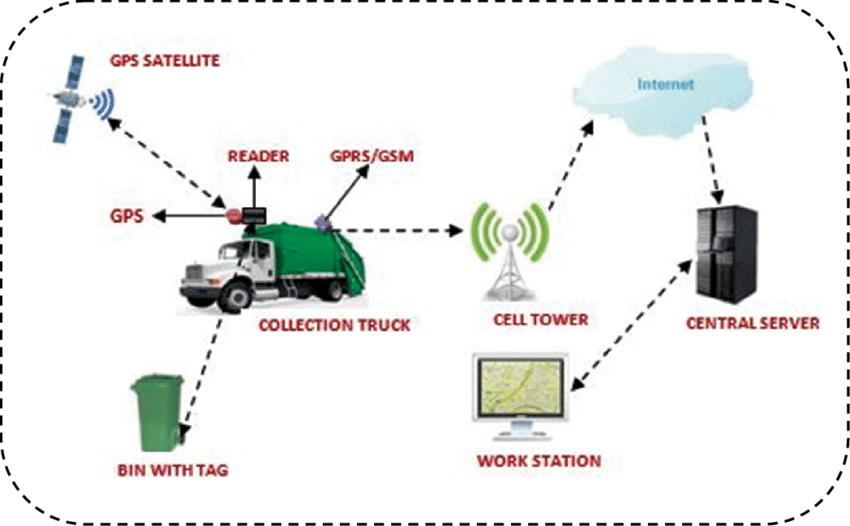 GPS SATELLITE
Internet
READER
GPRS/GSM
GPS
COLLECTION TRUCK
CELL TOWER
CENTRAL SERVER
BIN WITH TAG
WORK STATION